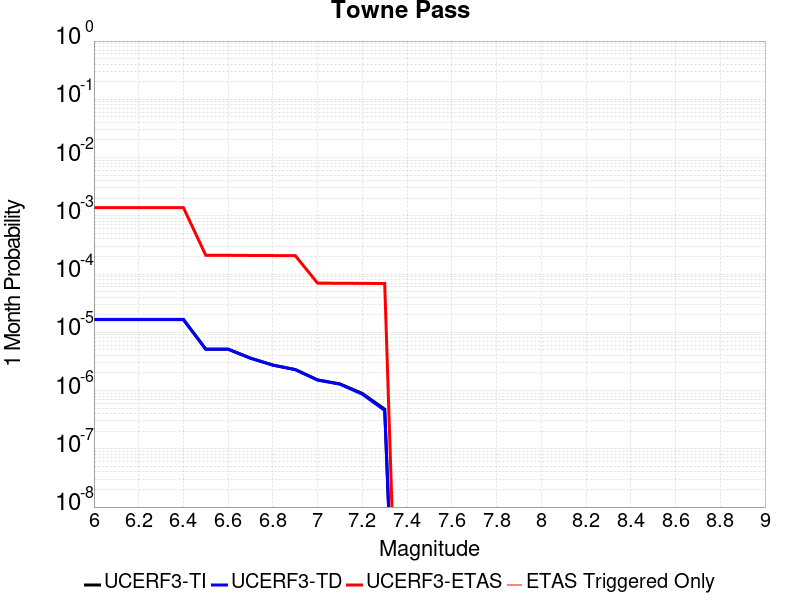 Towne Pass
10^0
10^-1
10^-2
10^-3
10^-4
10^-5
10^-6
10^-7
10^-8
1 Month Probability
6 6.2 6.4 6.6 6.8 7 7.2 7.4 7.6 7.8 8 8.2 8.4 8.6 8.8 9
Magnitude
UCERF3-TI UCERF3-TD UCERF3-ETAS ETAS Triggered Only